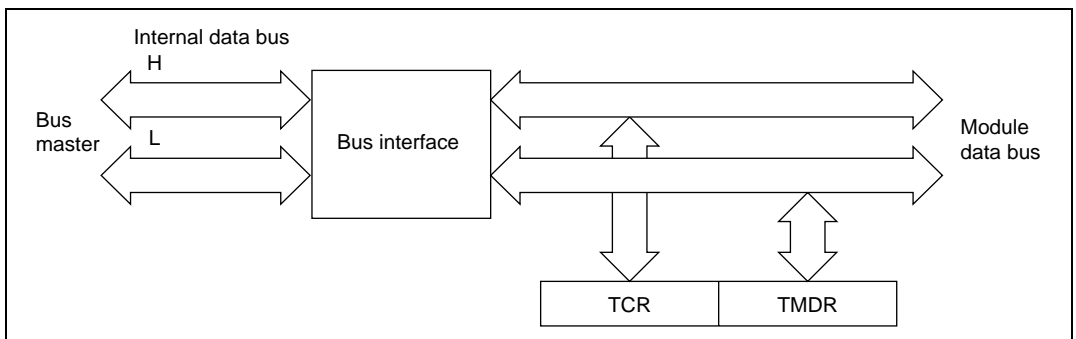 Internal data bus
H
Bus
master
L
Bus interface
Module
data bus
TCR
TMDR